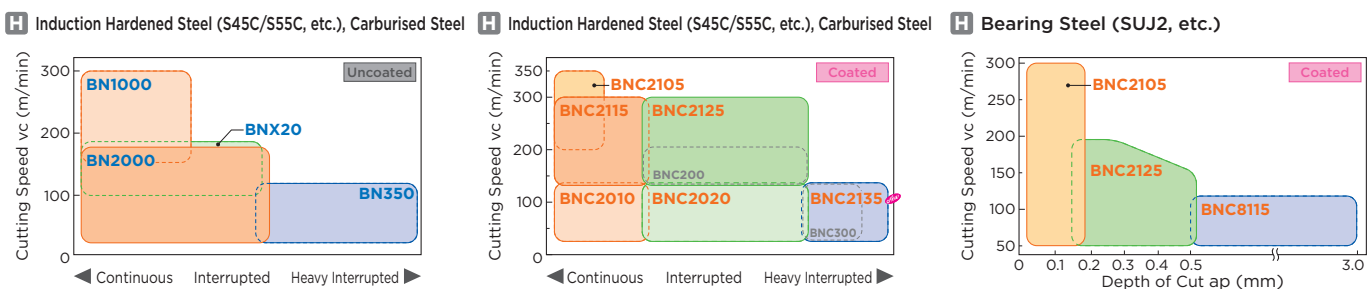 H Induction Hardened Steel (S45C/S55C, etc.), Carburised Steel
Cutting Speed vc (m/min)
300
200
100
0
Uncoated
BN1000
BNX20
BN2000
BN350
◀ Continuous Interrupted Heavy Interrupted ▶
H Induction Hardened Steel (S45C/S55C, etc.), Carburised Steel
Cutting Speed vc (m/min)
350
300
200
100
0
Coated
BNC2105
BNC2115 BNC2125
BNC200
BNC2010 BNC2020 BNC2135
BNC300
◀ Continuous Interrupted Heavy Interrupted ▶
H Bearing Steel (SUJ2, etc.)
Cutting Speed vc (m/min)
300
250
200
150
100
50
Coated
BNC2105
BNC2125
BNC8115
0 0.1 0.2 0.3 0.4 0.5 3.0
Depth of Cut ap (mm)